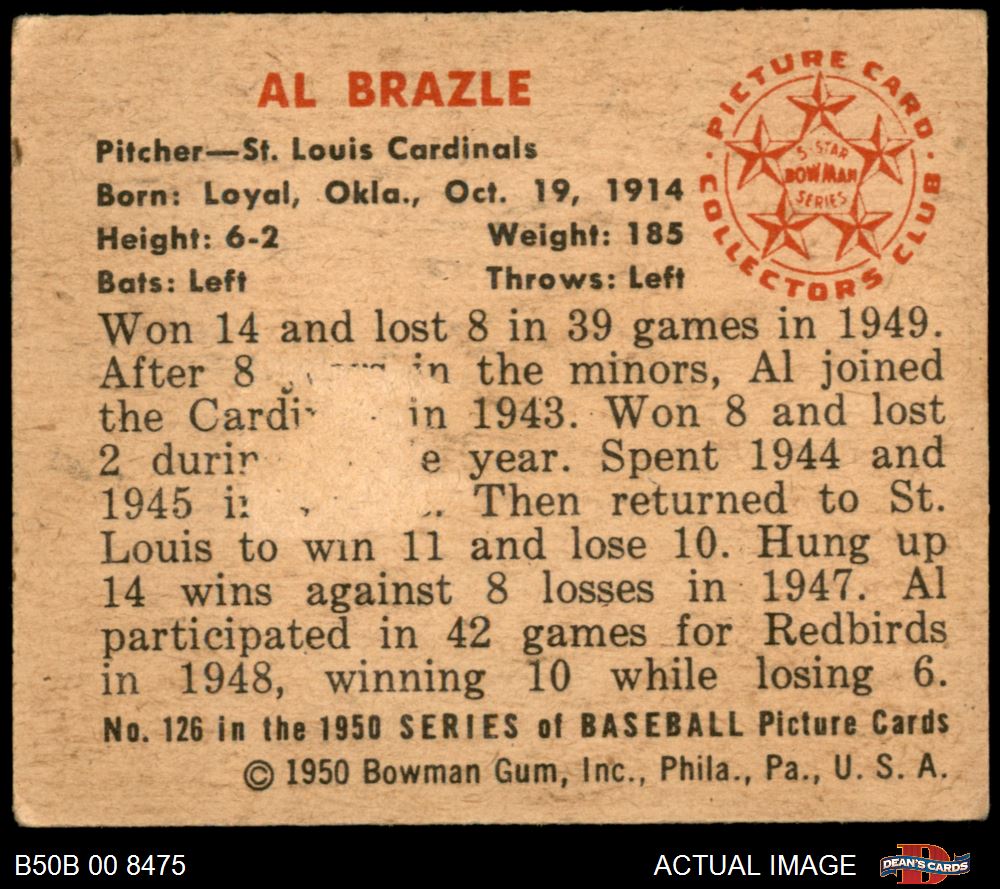 AL BRAZLE
Pitcher—St. Louis Cardinals
Born: Loyal, Okla., Oct. 19, 1914
Height: 6-2 Weight: 185
Bats: Left Throws: Left
PICTURE CARD COLLECTORS CLUB
5-STAR
BOWMAN
SERIES
Won 14 and lost 8 in 39 games in 1949.
After 8 in the minors, Al joined
the in 1943. Won 8 and lost
2 year. Spent 1944 and
1945 Then returned to St.
Louis to win 11 and lose 10. Hung up
14 wins against 8 losses in 1947. Al
participated in 42 games for Redbirds
in 1948, winning 10 while losing 6.
No. 126 in the 1950 SERIES of BASEBALL Picture Cards
© 1950 Bowman Gum, Inc., Phila., Pa., U. S. A.
B50B 00 8475 ACTUAL IMAGE
DEAN'S CARDS